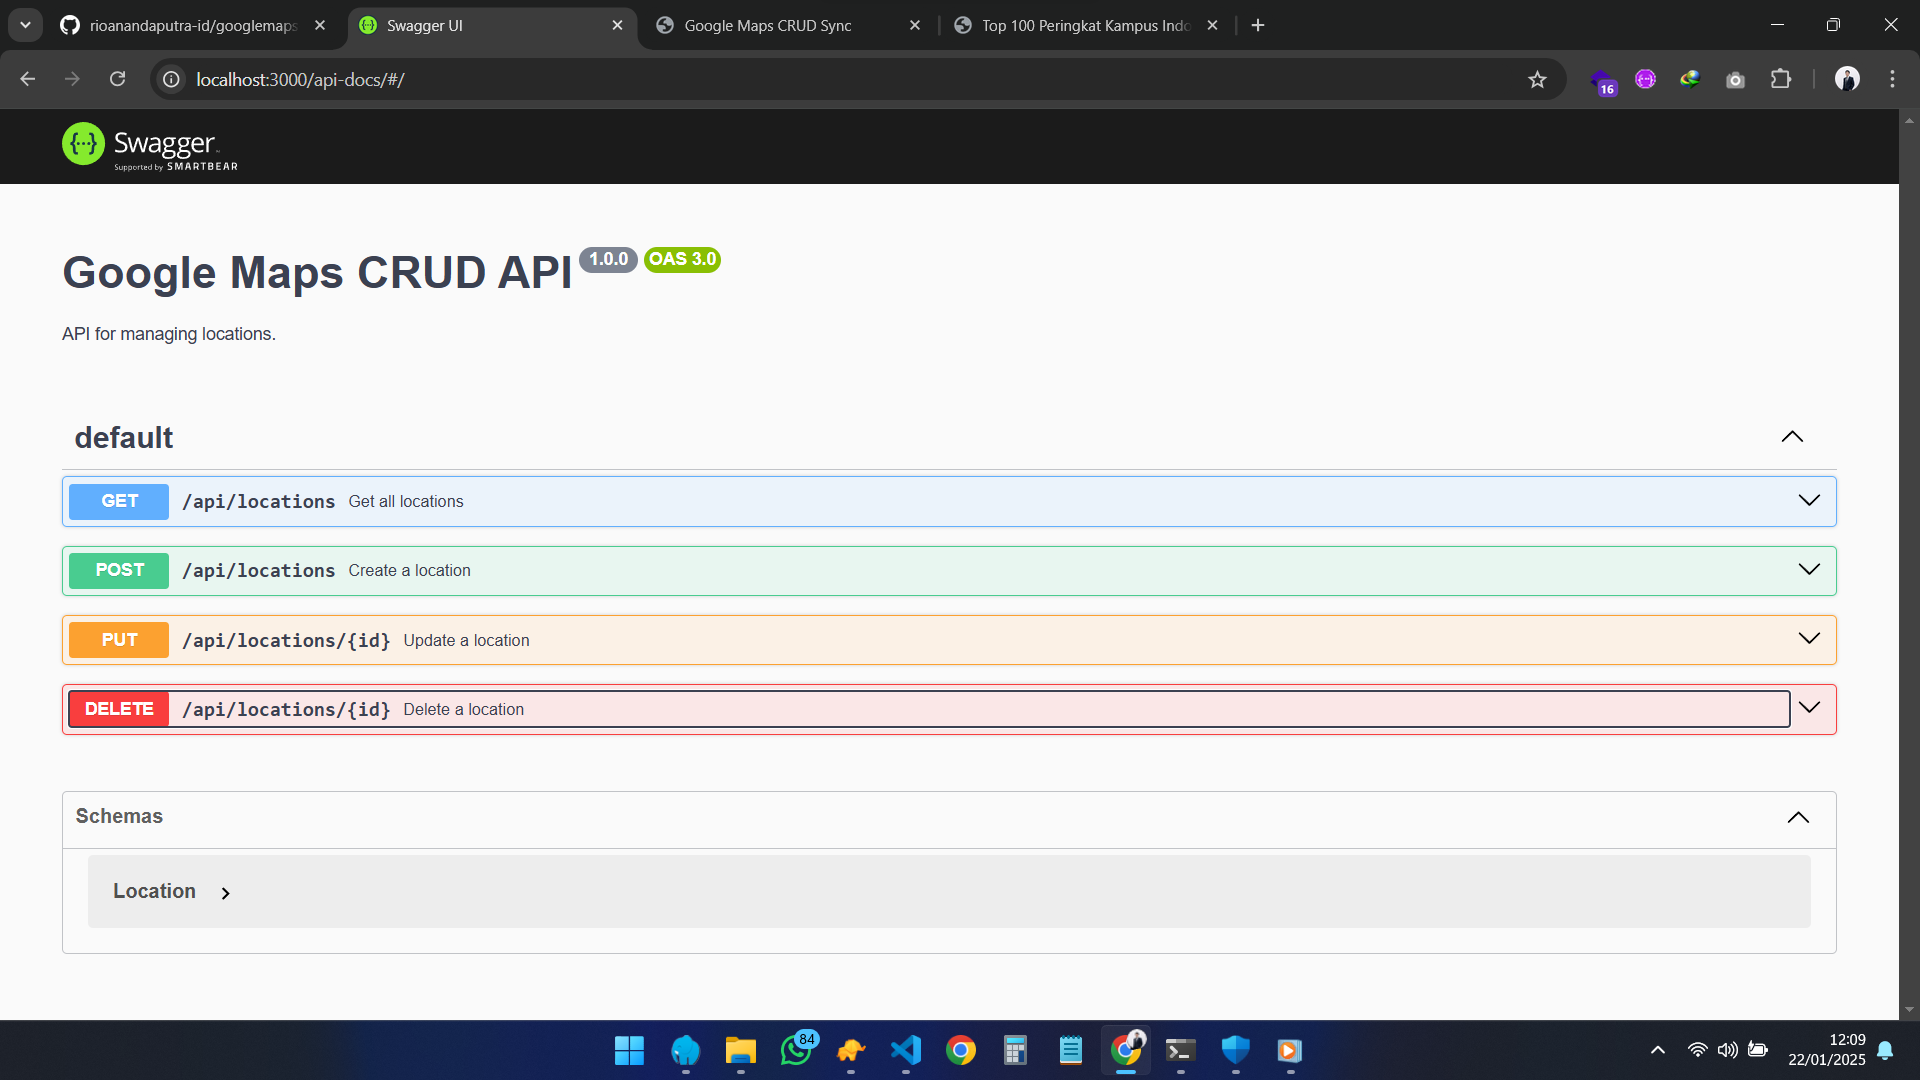 rioanandaputra-id/googlemaps
Swagger UI
Google Maps CRUD Sync
Top 100 Peringkat Kampus Indo
localhost:3000/api-docs/#/
16
Swagger
Supported by SMARTBEAR
Google Maps CRUD API 1.0.0 OAS 3.0
API for managing locations.
default
GET /api/locations Get all locations
POST /api/locations Create a location
PUT /api/locations/{id} Update a location
DELETE /api/locations/{id} Delete a location
Schemas
Location
84
12:09
22/01/2025